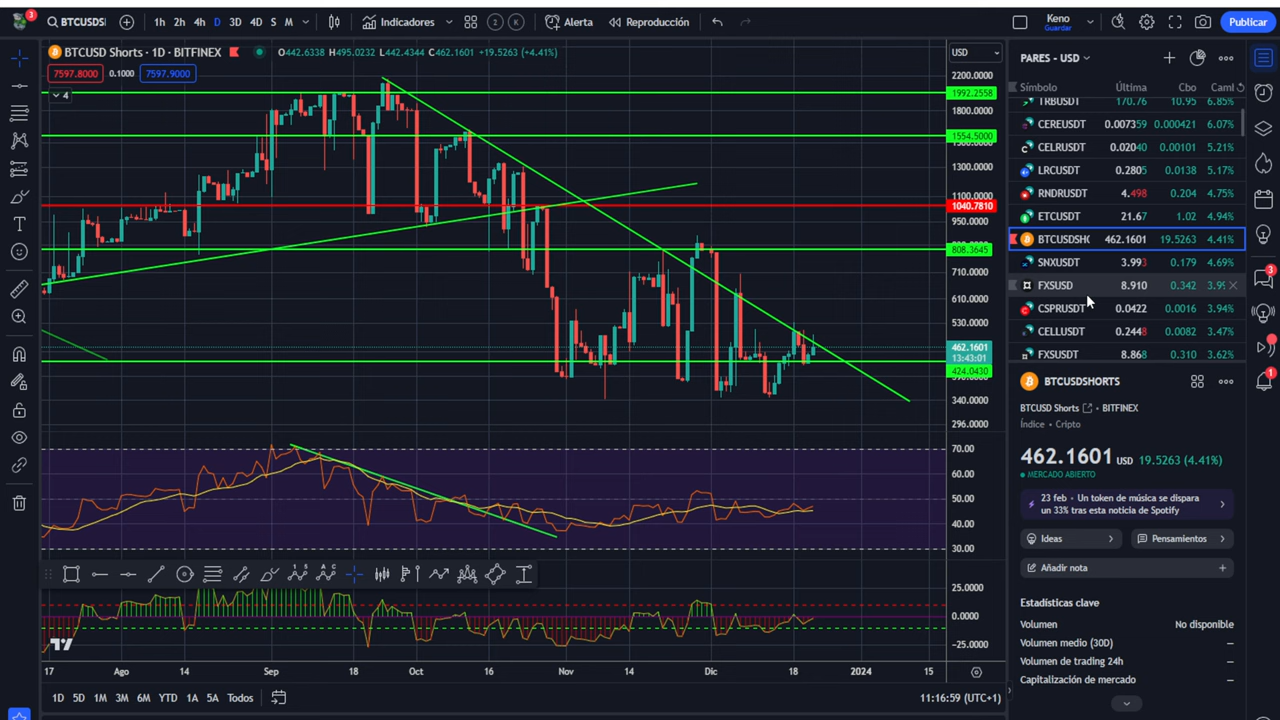 3
BTCUSDS
1h 2h 4h D 3D 4D S M
Indicadores
2 K
Alerta
Reproducción
Keno
Guardar
Publicar
BTCUSD Shorts · 1D · BITFINEX
O442.6338 H495.0232 L442.4344 C462.1601 +19.5263 (+4.41%)
7597.8000 0.1000 7597.9000
4
USD
2200.0000
1992.2558
1800.0000
1554.5000
1300.0000
1100.0000
1040.7810
950.0000
808.3645
710.0000
610.0000
530.0000
462.1601
13:43:01
424.0430
340.0000
296.0000
70.00
60.00
50.00
40.00
30.00
25.0000
0.0000
−25.0000
17 Ago 14 Sep 18 Oct 16 Nov 14 Dic 18 2024 15
1D 5D 1M 3M 6M YTD 1A 5A Todos
11:16:59 (UTC+1)
PARES - USD
Símbolo Última Cbo Caml
TRBUSDT 170.76 10.95 6.85%
CEREUSDT 0.007359 0.000421 6.07%
CELRUSDT 0.02040 0.00101 5.21%
LRCUSDT 0.2805 0.0138 5.17%
RNDRUSDT 4.498 0.204 4.75%
ETCUSDT 21.67 1.02 4.94%
BTCUSDSH 462.1601 19.5263 4.41%
SNXUSDT 3.993 0.179 4.69%
FXSUSD 8.910 0.342 3.9
CSPRUSDT 0.0422 0.0016 3.94%
CELLUSDT 0.2448 0.0082 3.47%
FXSUSDT 8.868 0.310 3.62%
BTCUSDSHORTS
BTCUSD Shorts · BITFINEX
Índice · Cripto
462.1601 USD 19.5263 (4.41%)
MERCADO ABIERTO
23 feb · Un token de música se dispara
un 33% tras esta noticia de Spotify
Ideas
Pensamientos
Añadir nota
Estadísticas clave
Volumen No disponible
Volumen medio (30D) –
Volumen de trading 24h –
Capitalización de mercado –
3
1